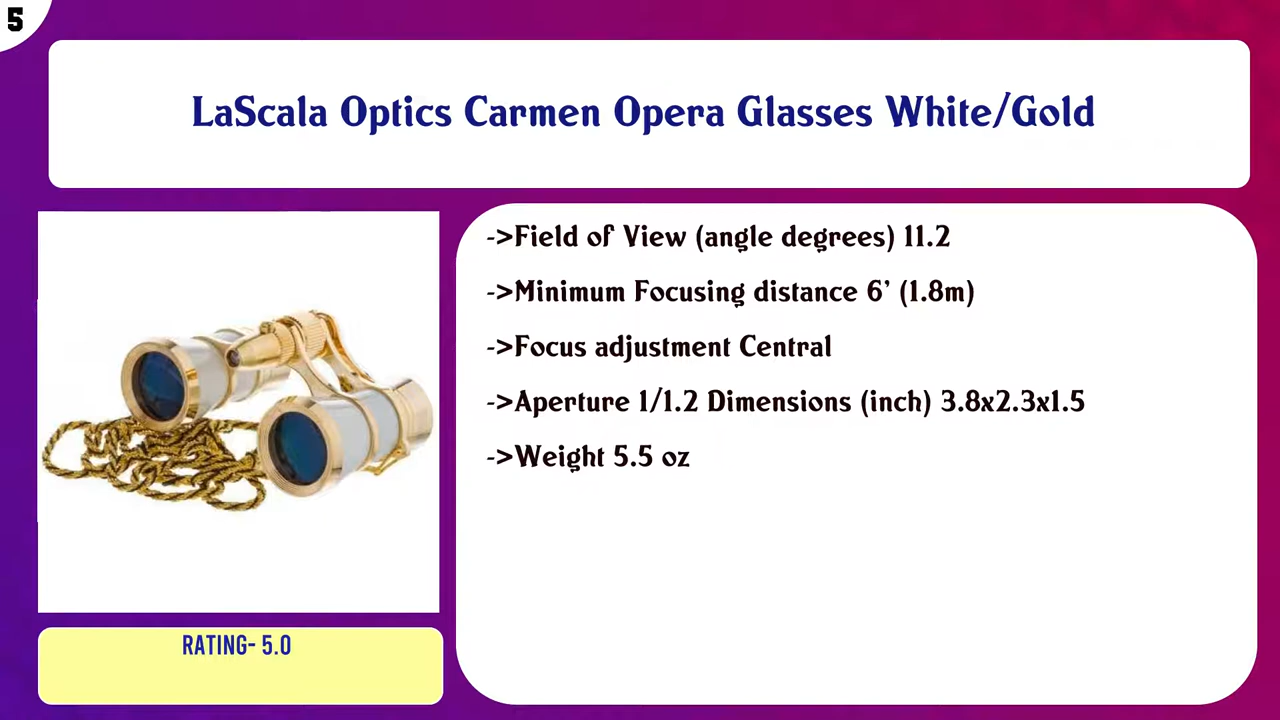 5
LaScala Optics Carmen Opera Glasses White/Gold
->Field of View (angle degrees) 11.2
->Minimum Focusing distance 6’ (1.8m)
->Focus adjustment Central
->Aperture 1/1.2 Dimensions (inch) 3.8x2.3x1.5
->Weight 5.5 oz
RATING- 5.0